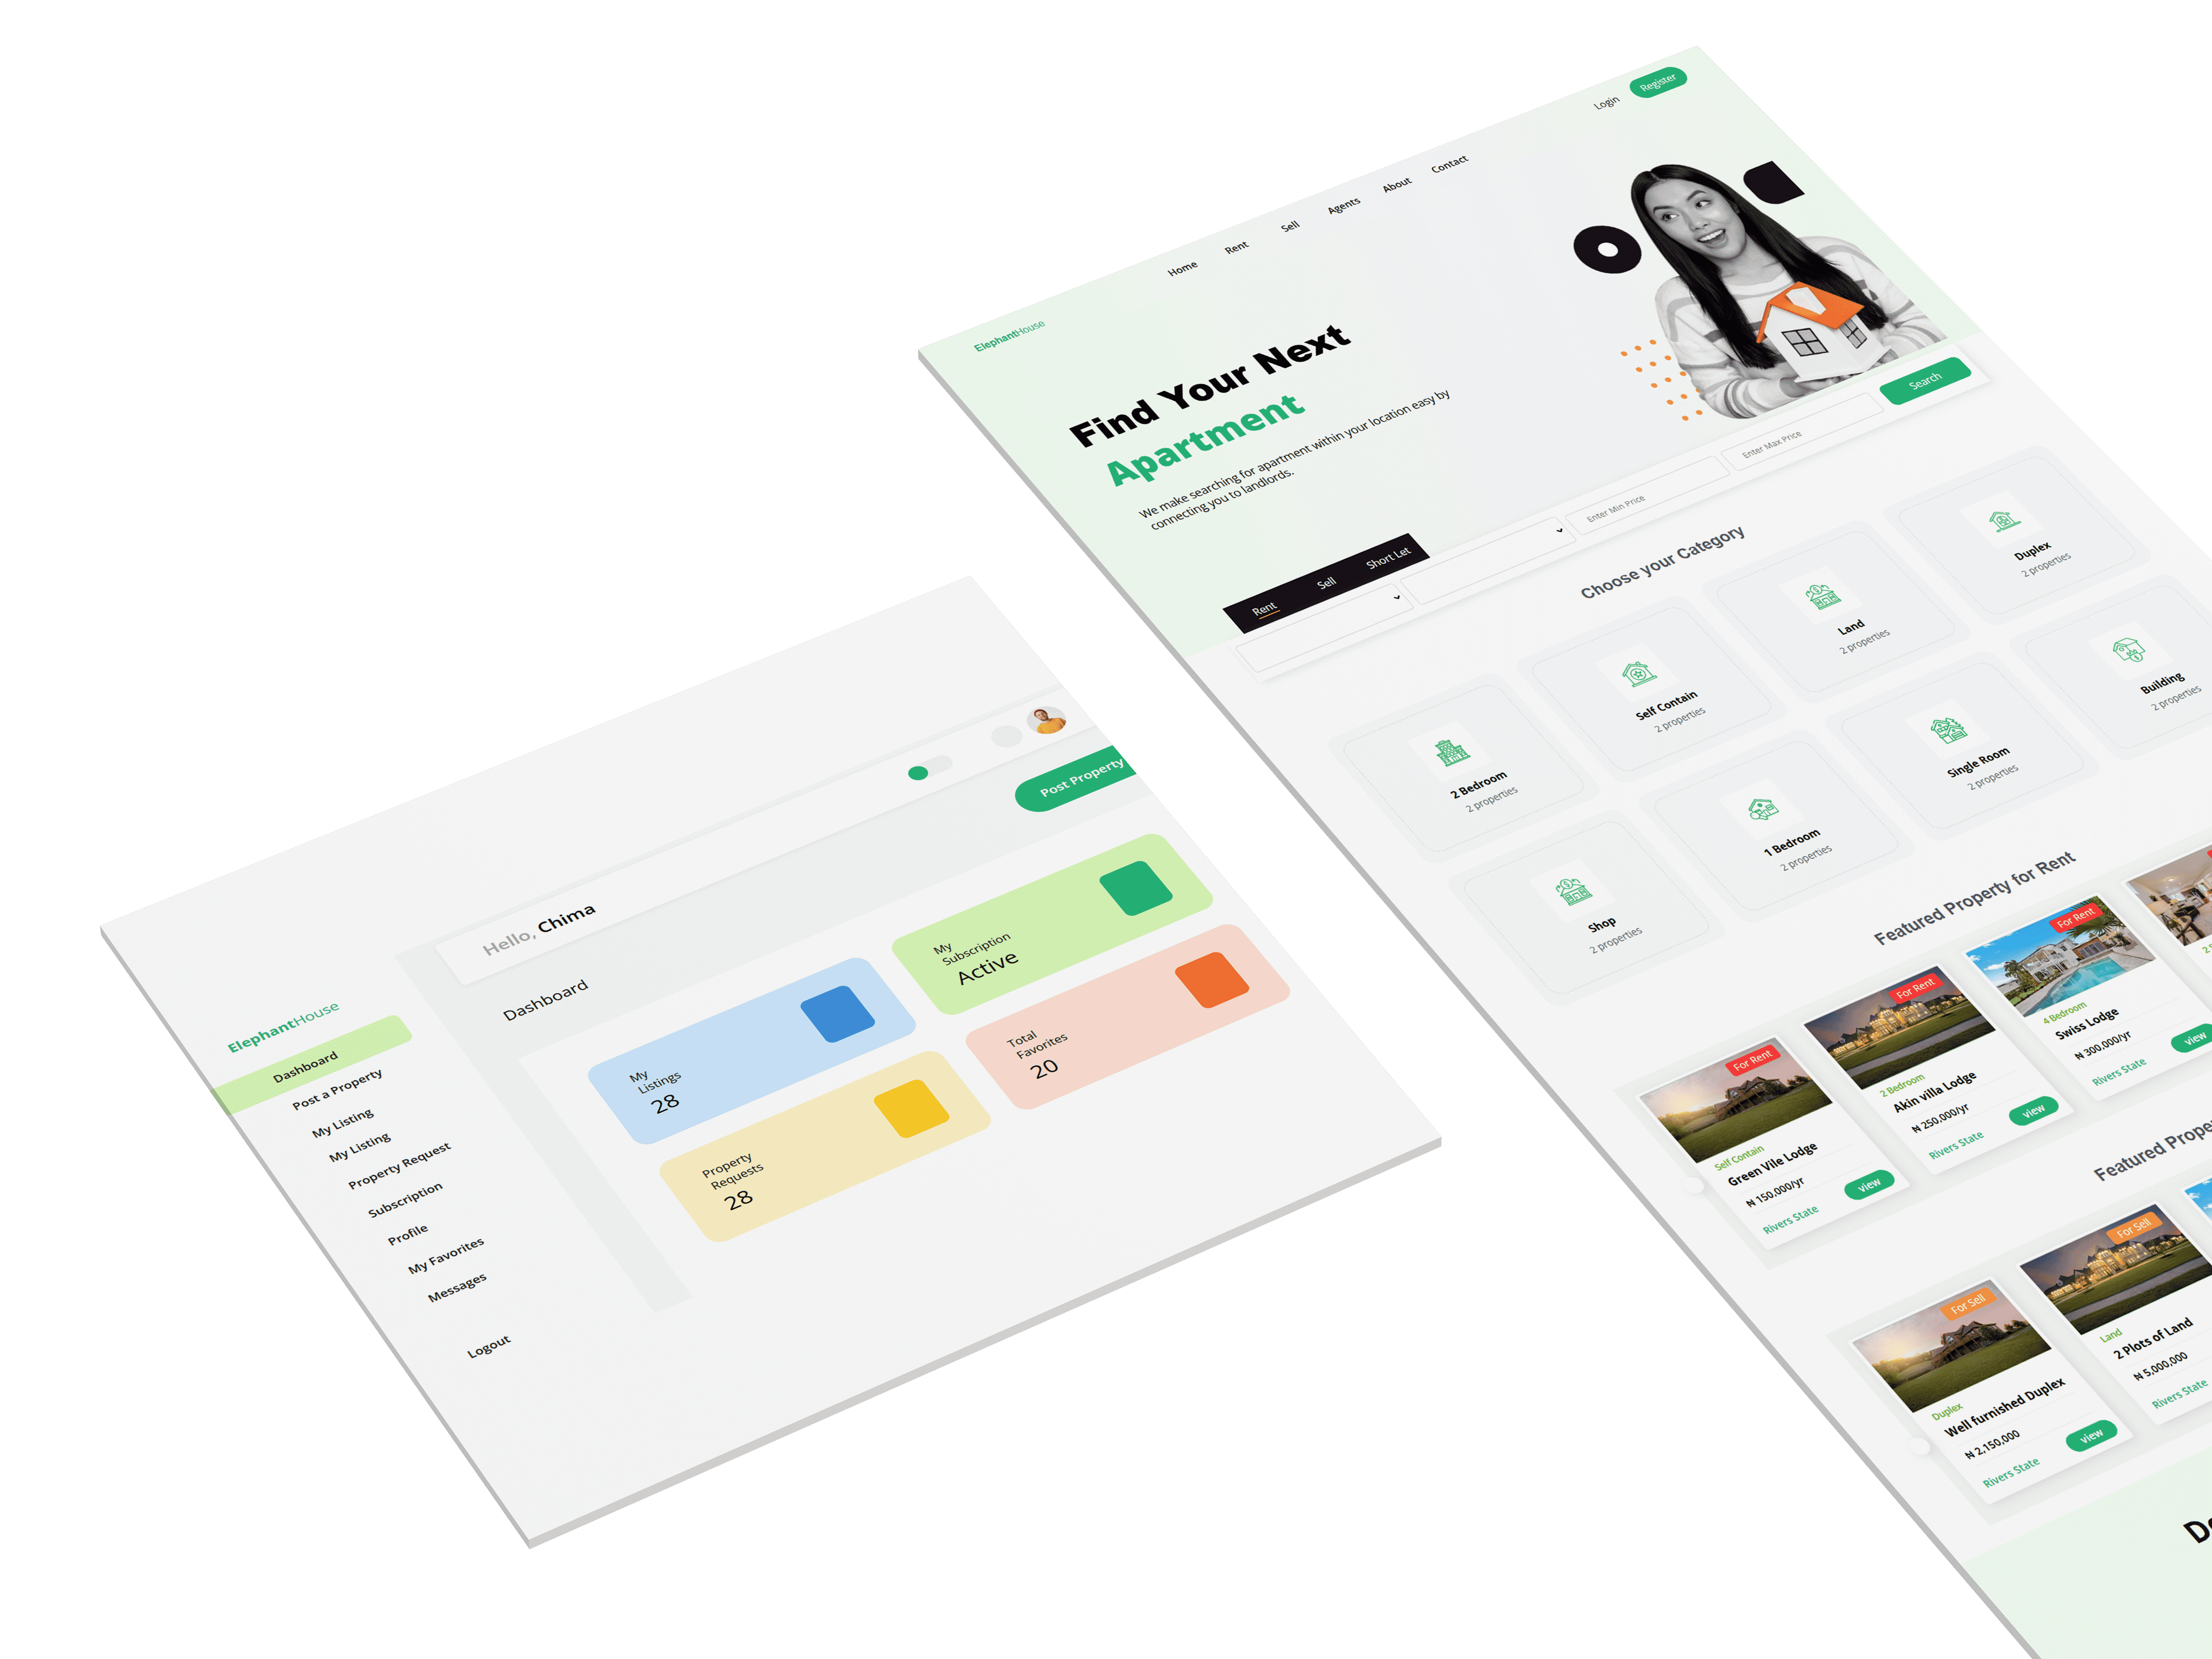 ElephantHouse
Dashboard
Post a Property
My Listing
My Listing
Property Request
Subscription
Profile
My Favorites
Messages
Logout
Hello, Chima
Dashboard
Post Property
My
Listings
28
My
Subscription
Active
Property
Requests
28
Total
Favorites
20
ElephantHouse
Home
Rent
Sell
Agents
About
Contact
Login
Register
Find Your Next
Apartment
We make searching for apartment within your location easy by
connecting you to landlords.
Rent
Sell
Short Let
Enter Min Price
Enter Max Price
Search
Choose your Category
2 Bedroom
2 properties
Self Contain
2 properties
Land
2 properties
Duplex
2 properties
Shop
2 properties
1 Bedroom
2 properties
Single Room
2 properties
Building
2 properties
Featured Property for Rent
For Rent
Self Contain
Green Vile Lodge
₦ 150,000/yr
Rivers State
view
For Rent
2 Bedroom
Akin villa Lodge
₦ 250,000/yr
Rivers State
view
For Rent
4 Bedroom
Swiss Lodge
₦ 300,000/yr
Rivers State
view
Featured
For Sell
Duplex
Well furnished Duplex
₦ 2,150,000
Rivers State
view
For Sell
Land
2 Plots of Land
₦ 5,000,000
Rivers State